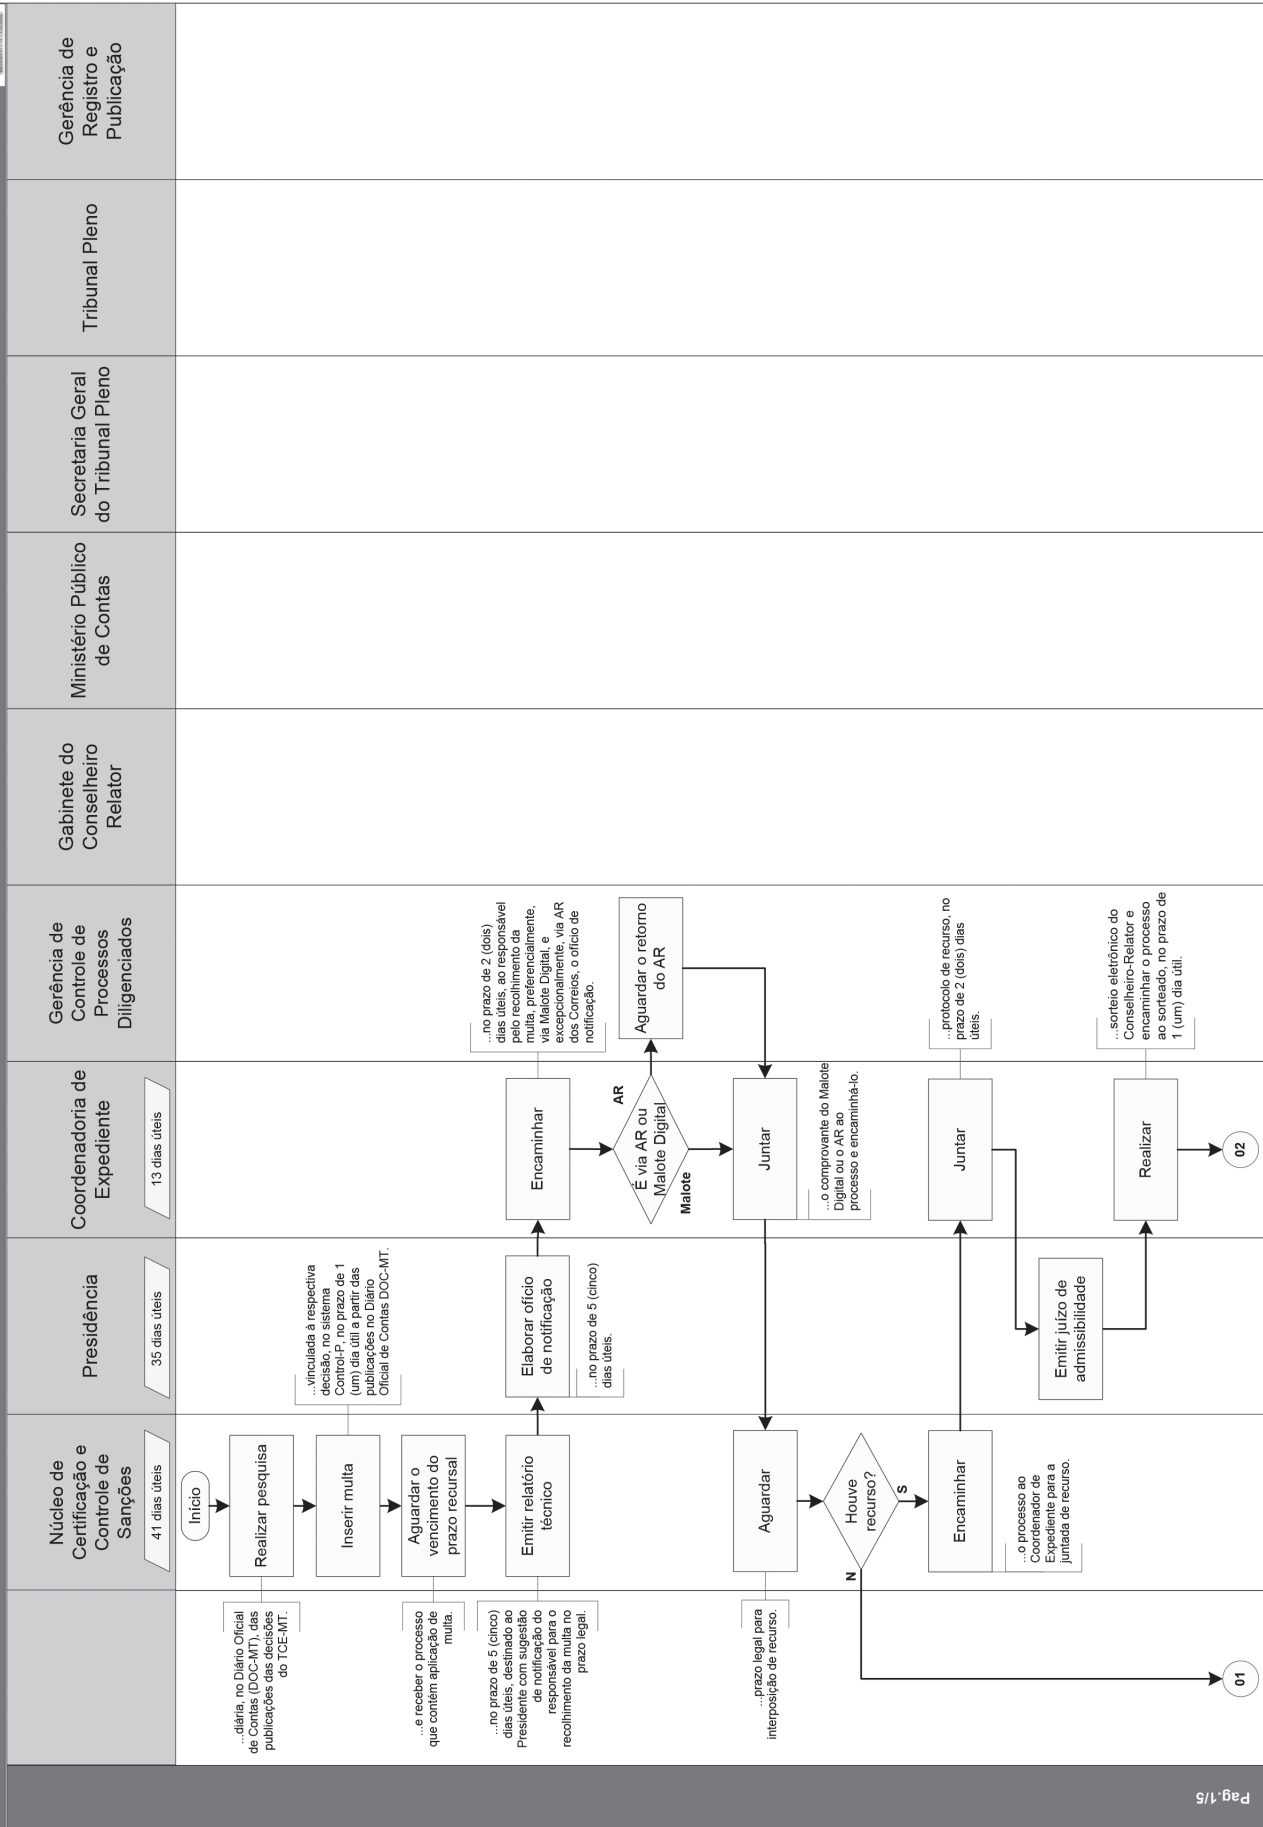 Núcleo de
Certificação e
Controle de
Sanções
41 dias úteis
Presidência
35 dias úteis
Coordenadoria de
Expediente
13 dias úteis
Gerência de
Controle de
Processos
Diligenciados
Gabinete do
Conselheiro
Relator
Ministério Público
de Contas
Secretaria Geral
do Tribunal Pleno
Tribunal Pleno
Gerência de
Registro e
Publicação
Início
Realizar pesquisa
...diária, no Diário Oficial
de Contas (DOC-MT), das
publicações das decisões
do TCE-MT.
Inserir multa
...vinculada à respectiva
decisão, no sistema
Control-P, no prazo de 1
(um) dia útil a partir das
publicações no Diário
Oficial de Contas DOC-MT.
Aguardar o
vencimento do
prazo recursal
...e receber o processo
que contém aplicação de
multa.
Emitir relatório
técnico
...no prazo de 5 (cinco)
dias úteis, destinado ao
Presidente com sugestão
de notificação do
responsável para o
recolhimento da multa no
prazo legal.
Elaborar ofício
de notificação
...no prazo de 5 (cinco)
dias úteis.
Encaminhar
...no prazo de 2 (dois)
dias úteis, ao responsável
pelo recolhimento da
multa, preferencialmente,
via Malote Digital, e
excepcionalmente, via AR
dos Correios, o ofício de
notificação.
É via AR ou
Malote Digital
AR
Malote
Aguardar o retorno
do AR
Juntar
...o comprovante do Malote
Digital ou o AR ao
processo e encaminhá-lo.
Aguardar
...prazo legal para
interposição de recurso.
Houve
recurso?
N
S
Encaminhar
...o processo ao
Coordenador de
Expediente para a
juntada de recurso.
Juntar
...protocolo de recurso, no
prazo de 2 (dois) dias
úteis.
Emitir juízo de
admissibilidade
Realizar
...sorteio eletrônico do
Conselheiro-Relator e
encaminhar o processo
ao sorteado, no prazo de
1 (um) dia útil.
01
02
Pag.1/5